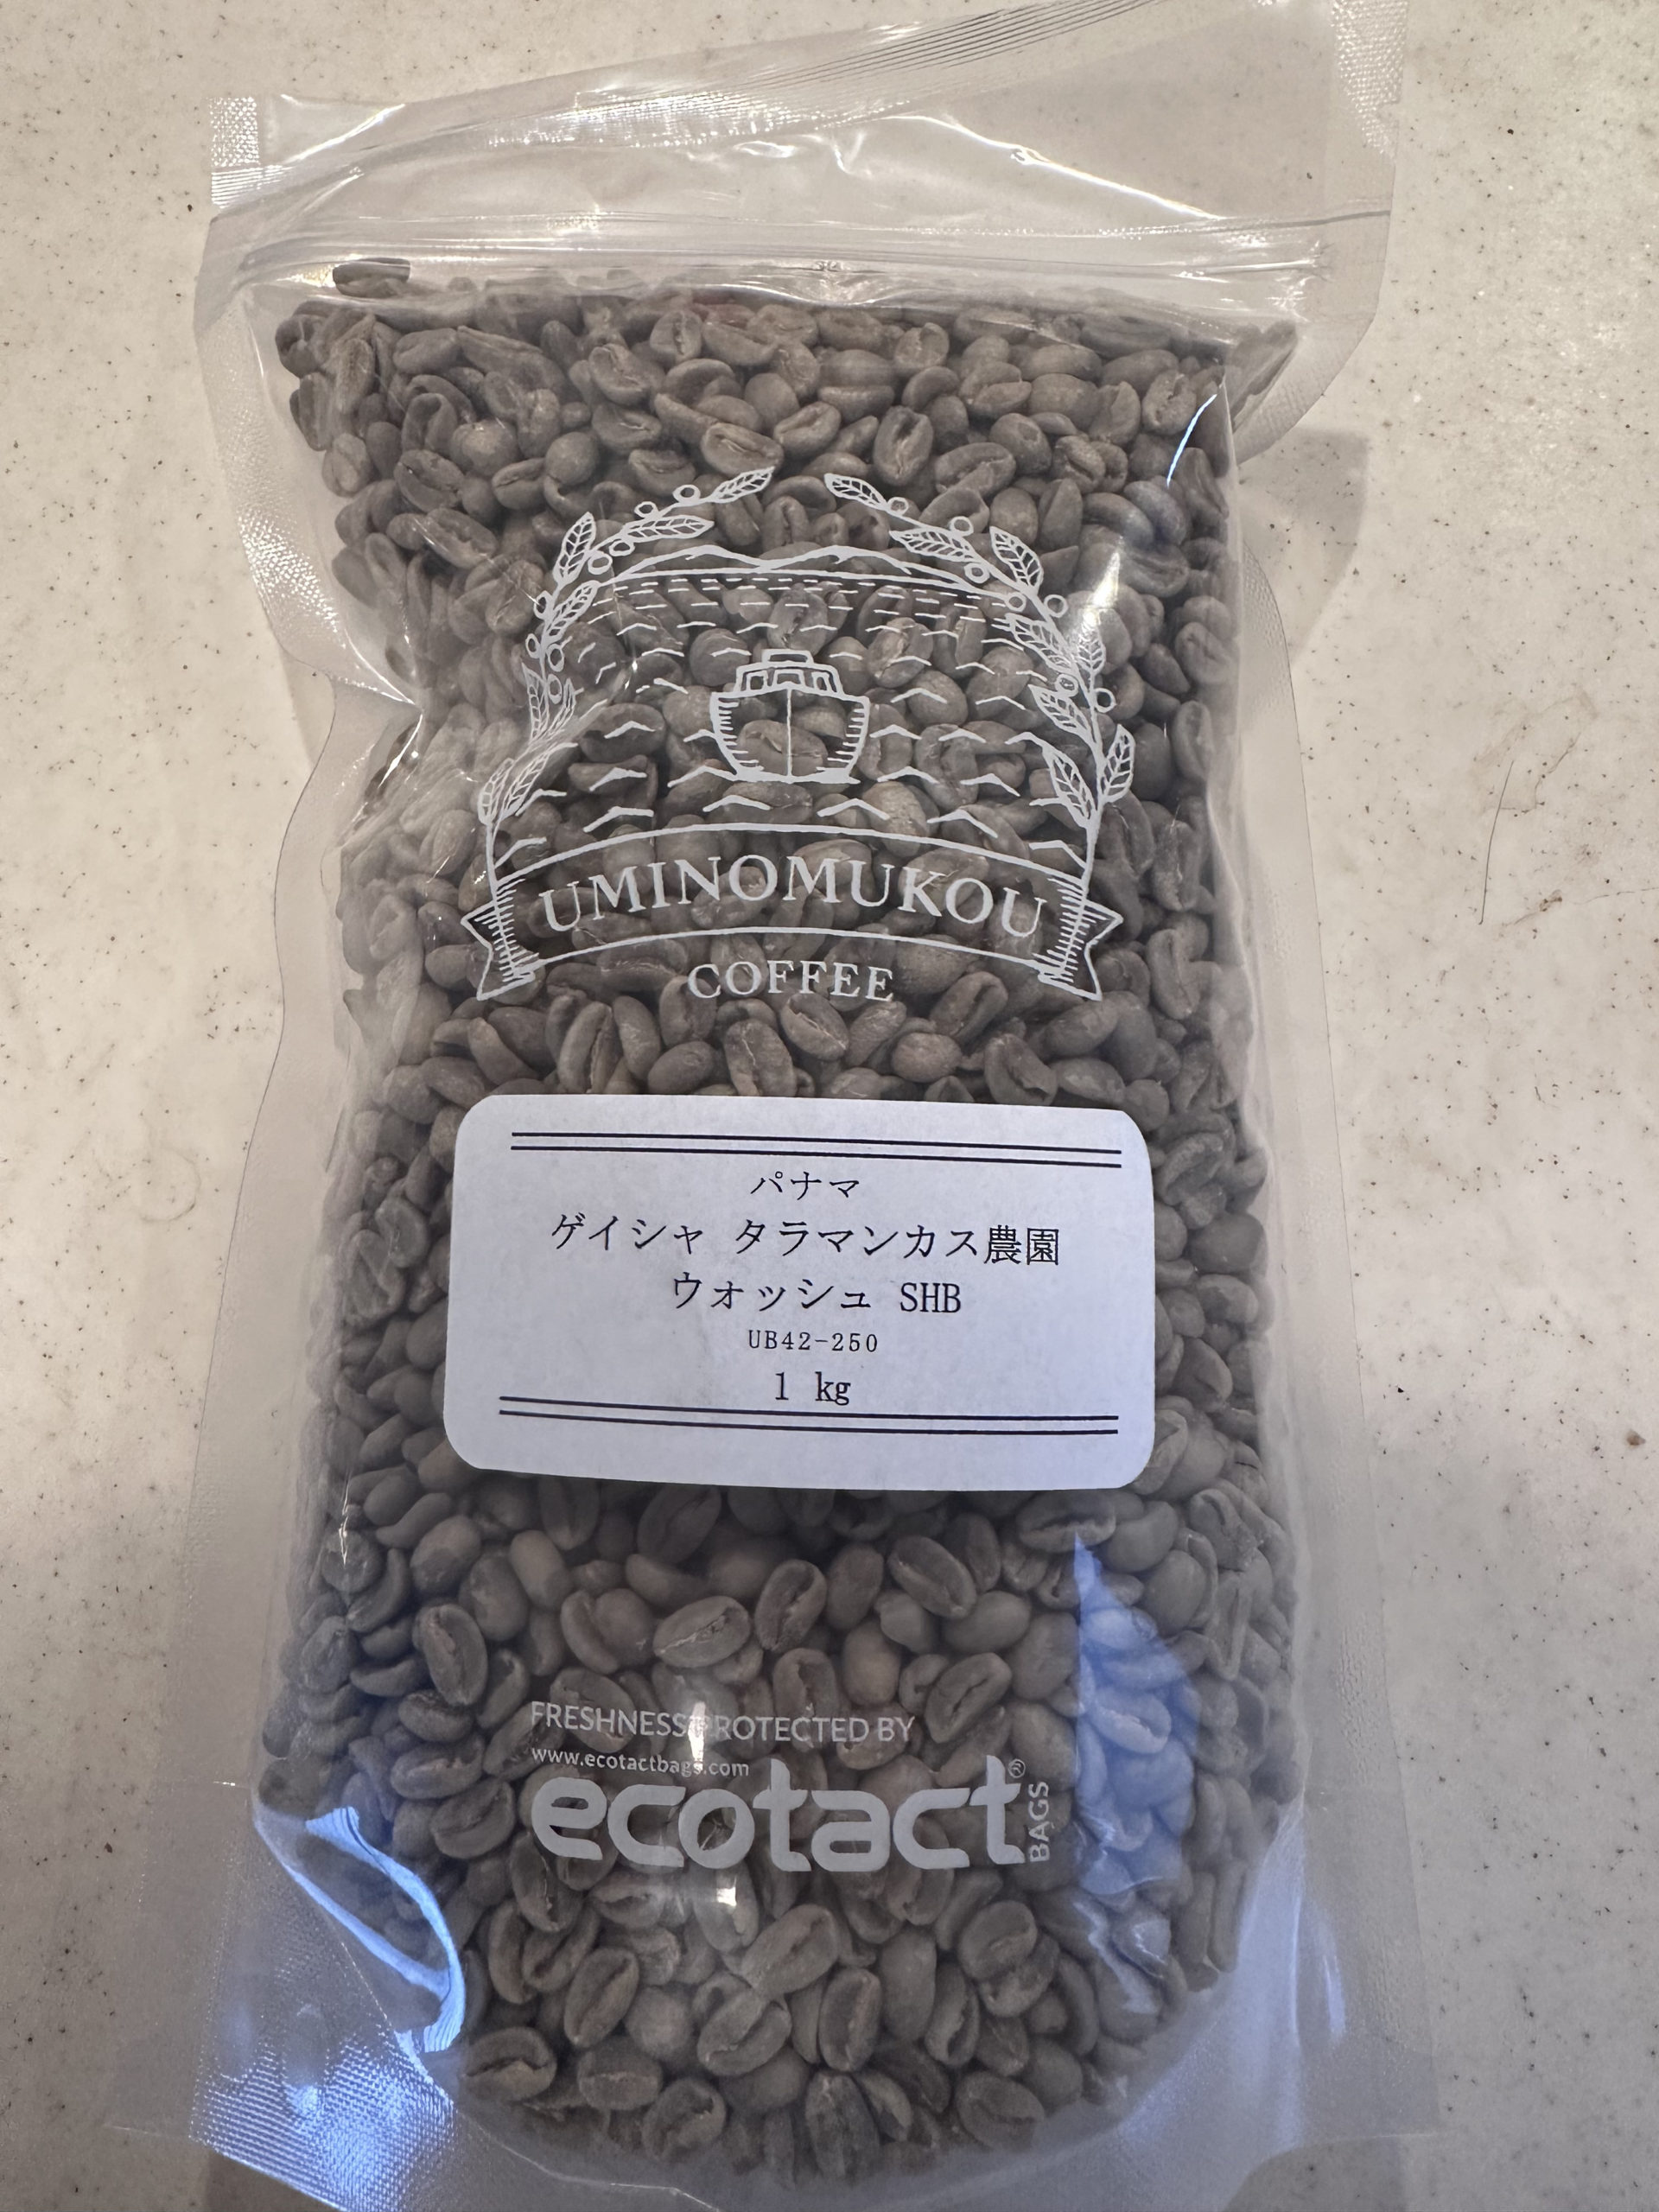 UMINOMUKOU
COFFEE
パナマ
ゲイシャ タラマンカス農園
ウォッシュ SHB
UB42-250
1 kg
FRESHNESS PROTECTED BY
www.ecotactbags.com
ecotact®
BAGS